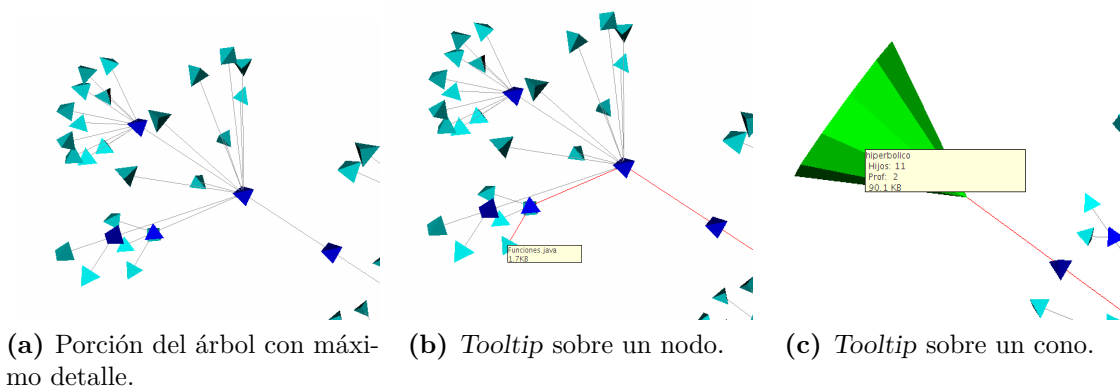 Funciones.java
1.7KB
hiperbolico
Hijos: 11
Prof: 2
90.1 KB
(a) Porción del árbol con máxi-
mo detalle.
(b) Tooltip sobre un nodo.
(c) Tooltip sobre un cono.